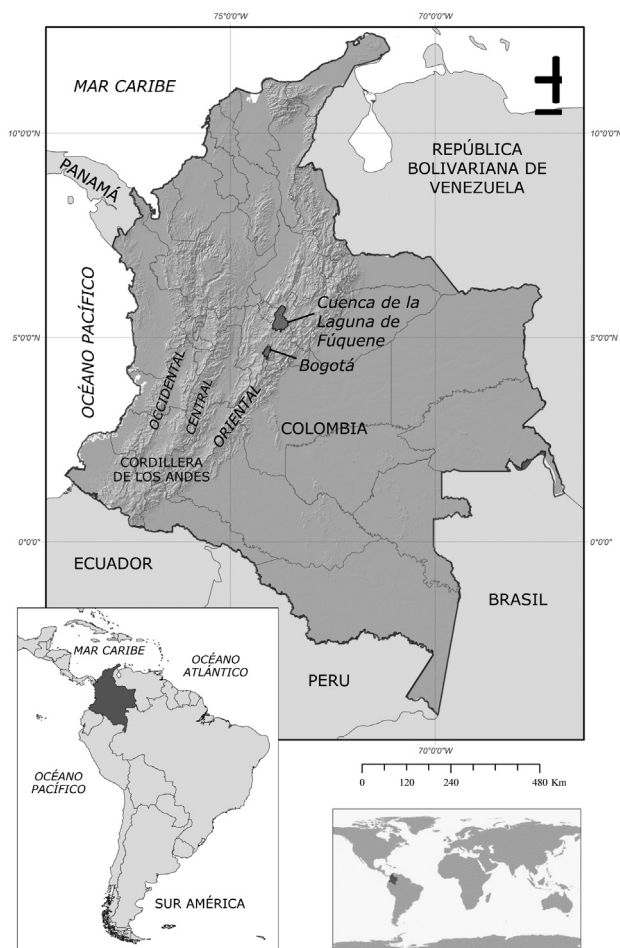 75°0'0"W
70°0'0"W
MAR CARIBE
10°0'0"N
10°0'0"N
REPÚBLICA
BOLIVARIANA DE
VENEZUELA
PANAMÁ
OCÉANO PACÍFICO
Cuenca de la
Laguna de
Fúquene
5°0'0"N
5°0'0"N
Bogotá
OCCIDENTAL
CENTRAL
ORIENTAL
COLOMBIA
CORDILLERA
DE LOS ANDES
0°0'0"
0°0'0"
ECUADOR
BRASIL
PERU
70°0'0"W
MAR CARIBE
OCÉANO
ATLÁNTICO
OCÉANO
PACÍFICO
SUR AMÉRICA
0 120 240 480 Km